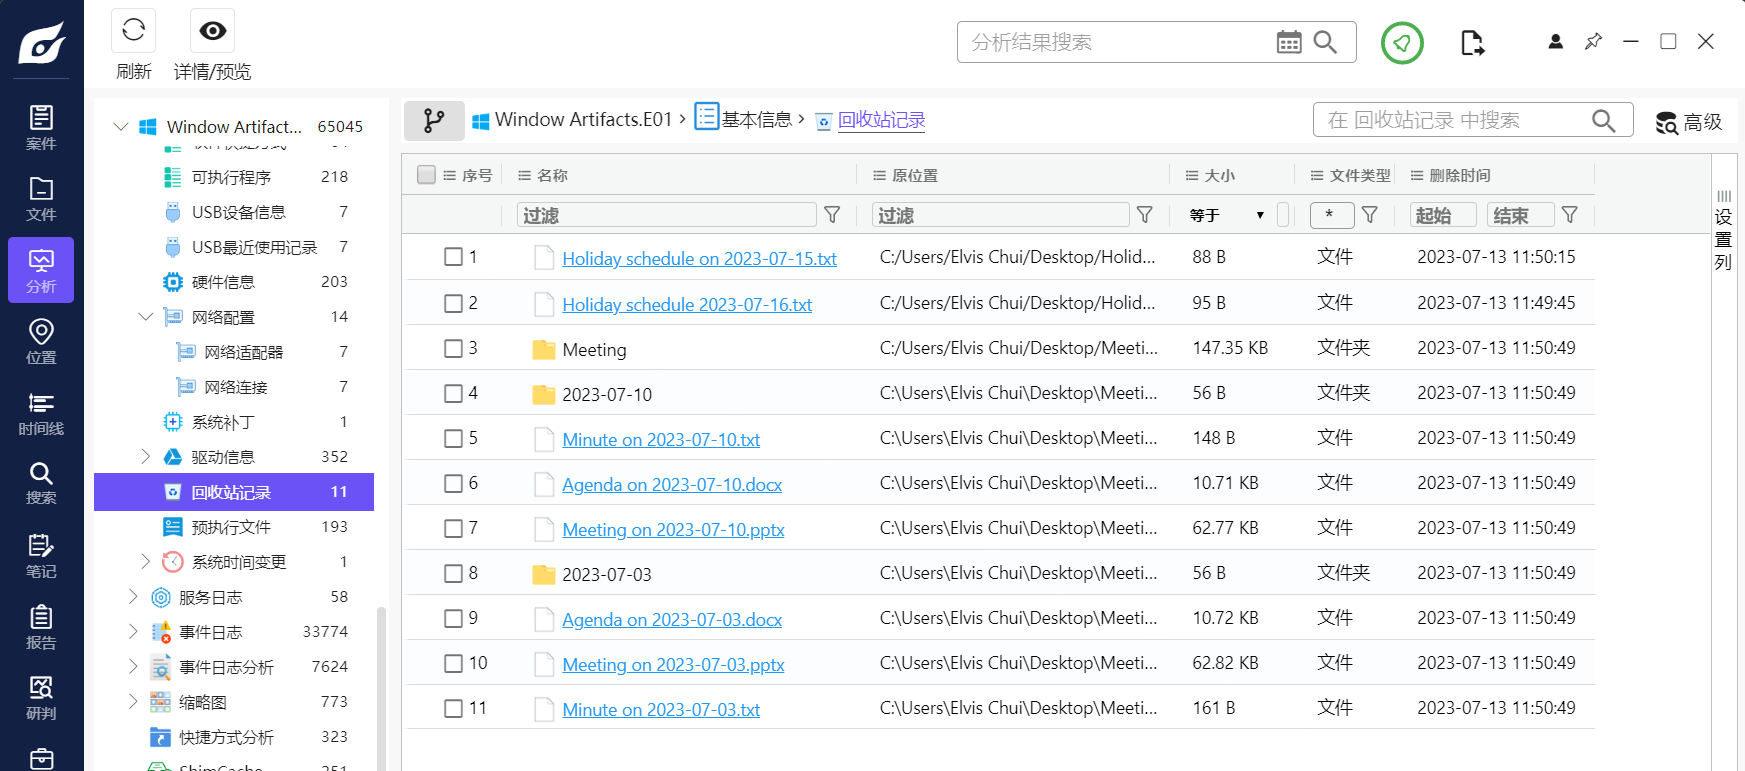 刷新
详情/预览
分析结果搜索
案件
文件
分析
位置
时间线
搜索
笔记
报告
研判
Window Artifact... 65045
可执行程序 218
USB设备信息 7
USB最近使用记录 7
硬件信息 203
网络配置 14
网络适配器 7
网络连接 7
系统补丁 1
驱动信息 352
回收站记录 11
预执行文件 193
系统时间变更 1
服务日志 58
事件日志 33774
事件日志分析 7624
缩略图 773
快捷方式分析 323
ShimCache 251
Window Artifacts.E01 > 基本信息 > 回收站记录
在 回收站记录 中搜索
高级
序号 名称 原位置 大小 文件类型 删除时间
过滤 过滤 等于 ▼ * 起始 结束
1 Holiday schedule on 2023-07-15.txt C:/Users/Elvis Chui/Desktop/Holid... 88 B 文件 2023-07-13 11:50:15
2 Holiday schedule 2023-07-16.txt C:/Users/Elvis Chui/Desktop/Holid... 95 B 文件 2023-07-13 11:49:45
3 Meeting C:/Users/Elvis Chui/Desktop/Meeti... 147.35 KB 文件夹 2023-07-13 11:50:49
4 2023-07-10 C:\Users\Elvis Chui\Desktop\Meeti... 56 B 文件夹 2023-07-13 11:50:49
5 Minute on 2023-07-10.txt C:\Users\Elvis Chui\Desktop\Meeti... 148 B 文件 2023-07-13 11:50:49
6 Agenda on 2023-07-10.docx C:\Users\Elvis Chui\Desktop\Meeti... 10.71 KB 文件 2023-07-13 11:50:49
7 Meeting on 2023-07-10.pptx C:\Users\Elvis Chui\Desktop\Meeti... 62.77 KB 文件 2023-07-13 11:50:49
8 2023-07-03 C:\Users\Elvis Chui\Desktop\Meeti... 56 B 文件夹 2023-07-13 11:50:49
9 Agenda on 2023-07-03.docx C:\Users\Elvis Chui\Desktop\Meeti... 10.72 KB 文件 2023-07-13 11:50:49
10 Meeting on 2023-07-03.pptx C:\Users\Elvis Chui\Desktop\Meeti... 62.82 KB 文件 2023-07-13 11:50:49
11 Minute on 2023-07-03.txt C:\Users\Elvis Chui\Desktop\Meeti... 161 B 文件 2023-07-13 11:50:49
设置列